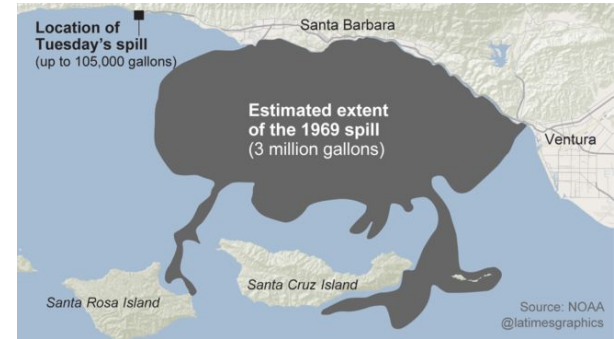 Location of
Tuesday's spill
(up to 105,000 gallons)
Santa Barbara
Estimated extent
of the 1969 spill
(3 million gallons)
Ventura
Santa Cruz Island
Santa Rosa Island
Source: NOAA
@latimesgraphics